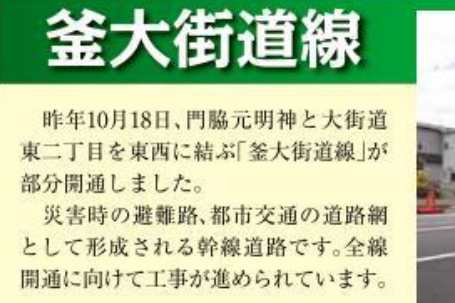 釜大街道線
昨年10月18日、門脇元明神と大街道
東二丁目を東西に結ぶ「釜大街道線」が
部分開通しました。
災害時の避難路、都市交通の道路網
として形成される幹線道路です。全線
開通に向けて工事が進められています。